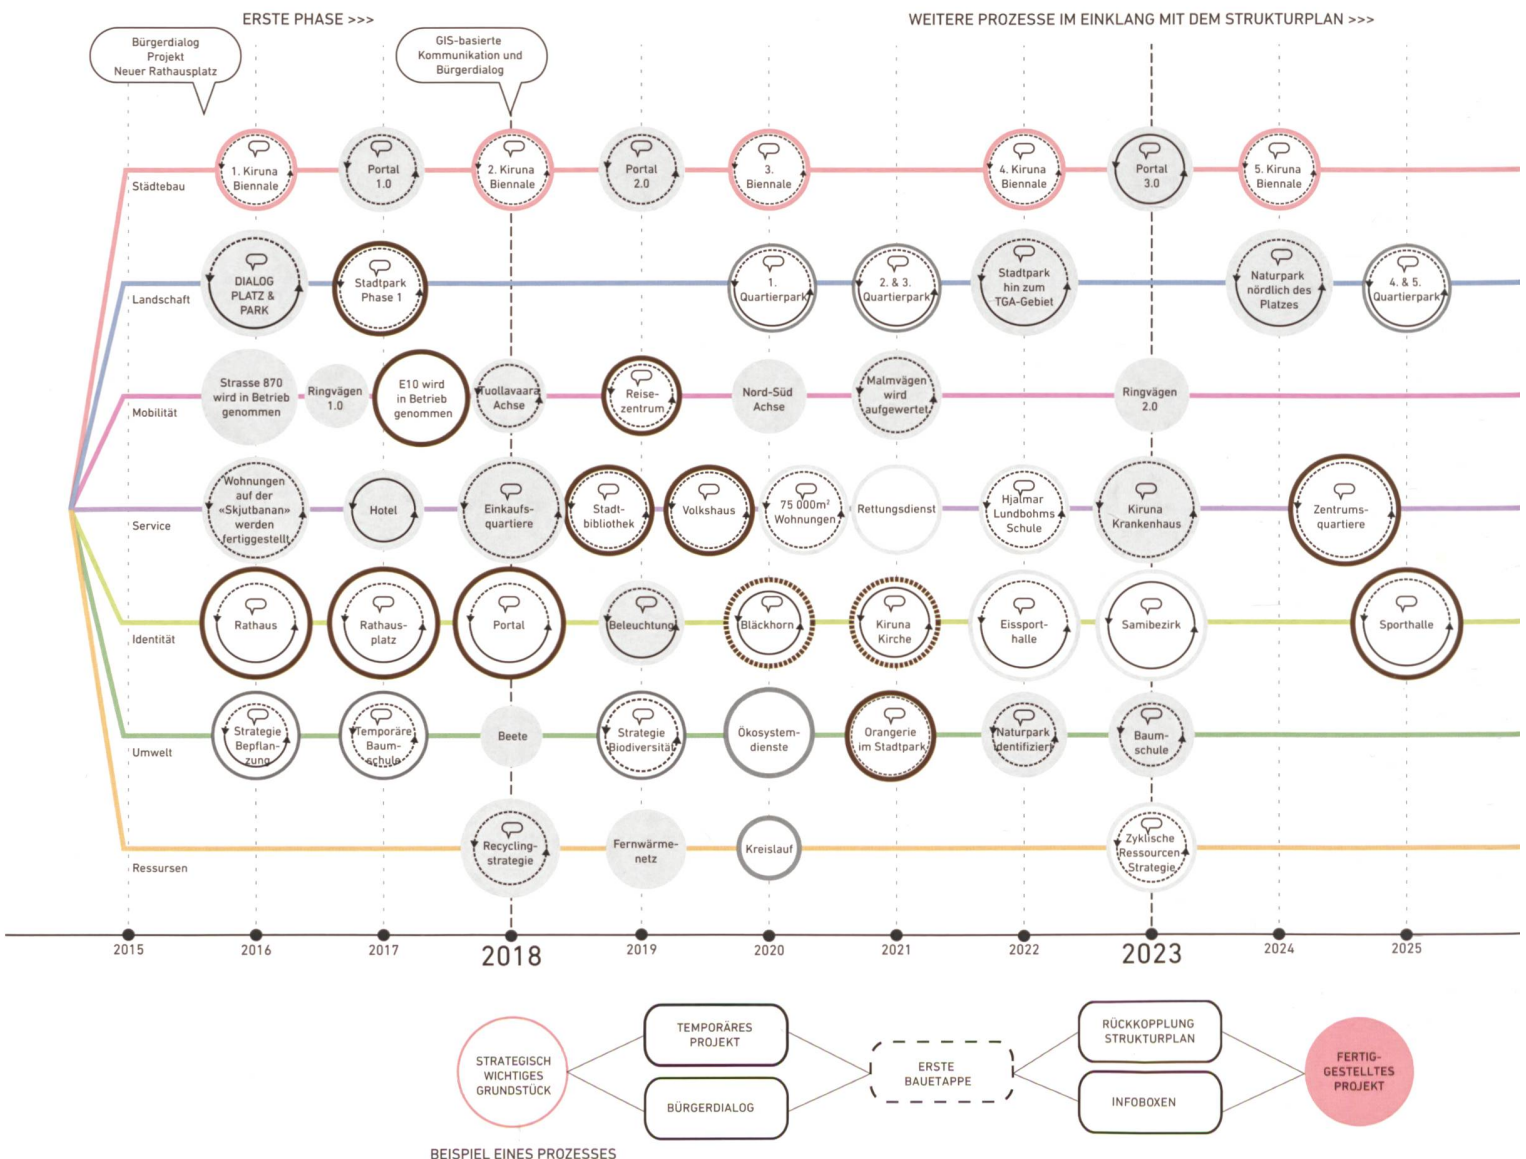 ERSTE PHASE >>>
WEITERE PROZESSE IM EINKLANG MIT DEM STRUKTURPLAN >>>
Bürgerdialog
Projekt
Neuer Rathausplatz
GIS-basierte
Kommunikation und
Bürgerdialog
Städtebau
1. Kiruna
Biennale
Portal
1.0
2. Kiruna
Biennale
Portal
2.0
3.
Biennale
4. Kiruna
Biennale
Portal
3.0
5. Kiruna
Biennale
Landschaft
DIALOG
PLATZ &
PARK
Stadtpark
Phase 1
1.
Quartierpark
2. & 3.
Quartierpark
Stadtpark
hin zum
TGA-Gebiet
Naturpark
nördlich des
Platzes
4. & 5.
Quartierpark
Mobilität
Strasse 870
wird in Betrieb
genommen
Ringvägen
1.0
E10 wird
in Betrieb
genommen
Tuollavaara
Achse
Reise-
zentrum
Nord-Süd
Achse
Malmvägen
wird
aufgewertet
Ringvägen
2.0
Service
Wohnungen
auf der
«Skjutbanan»
werden
fertiggestellt
Hotel
Einkaufs-
quartiere
Stadt-
bibliothek
Volkshaus
75 000m²
Wohnungen
Rettungsdienst
Hjalmar
Lundbohms
Schule
Kiruna
Krankenhaus
Zentrums-
quartiere
Identität
Rathaus
Rathaus-
platz
Portal
Beleuchtung
Bläckhorn
Kiruna
Kirche
Eissport-
halle
Samibezirk
Sporthalle
Umwelt
Strategie
Bepflan-
zung
Temporäre
Baum-
schule
Beete
Strategie
Biodiversität
Ökosystem-
dienste
Orangerie
im Stadtpark
Naturpark
identifiziert
Baum-
schule
Ressursen
Recycling-
strategie
Fernwärme-
netz
Kreislauf
Zyklische
Ressourcen
Strategie
2015
2016
2017
2018
2019
2020
2021
2022
2023
2024
2025
STRATEGISCH
WICHTIGES
GRUNDSTÜCK
TEMPORÄRES
PROJEKT
BÜRGERDIALOG
ERSTE
BAUETAPPE
RÜCKKOPPLUNG
STRUKTURPLAN
INFOBOXEN
FERTIG-
GESTELLTES
PROJEKT
BEISPIEL EINES PROZESSES